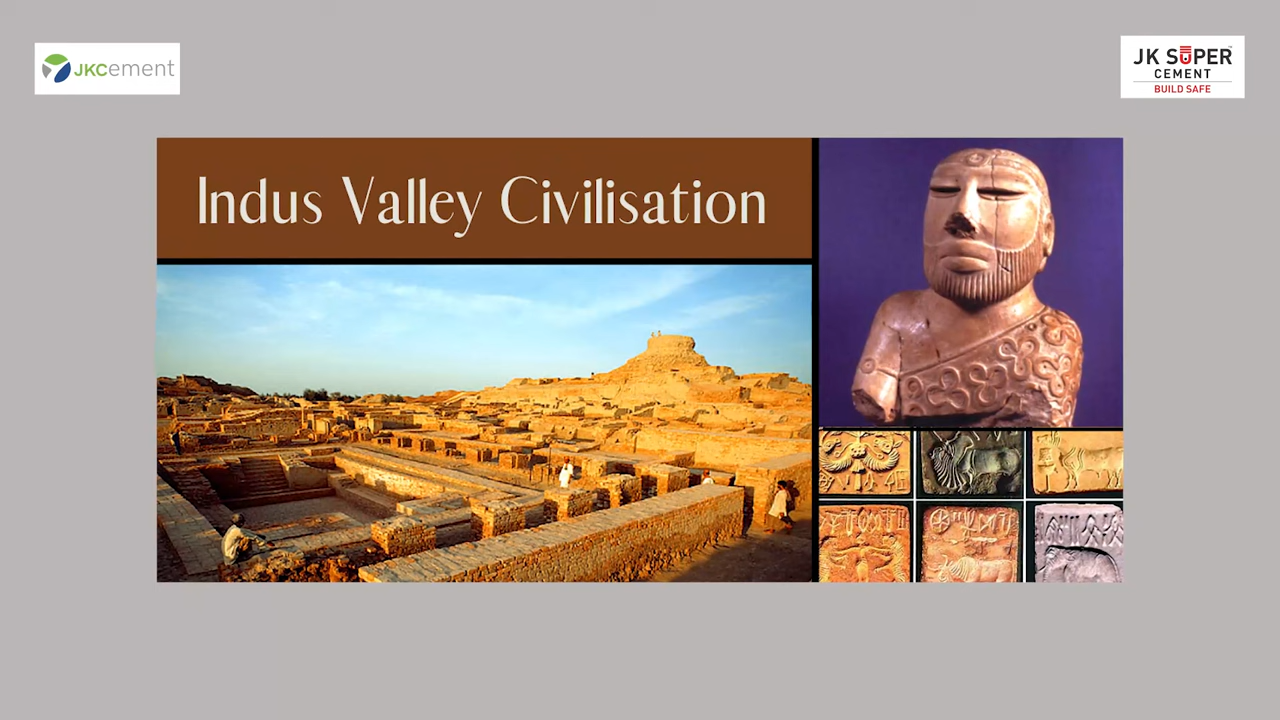 JKCement
JK SUPER
CEMENT
BUILD SAFE
Indus Valley Civilisation